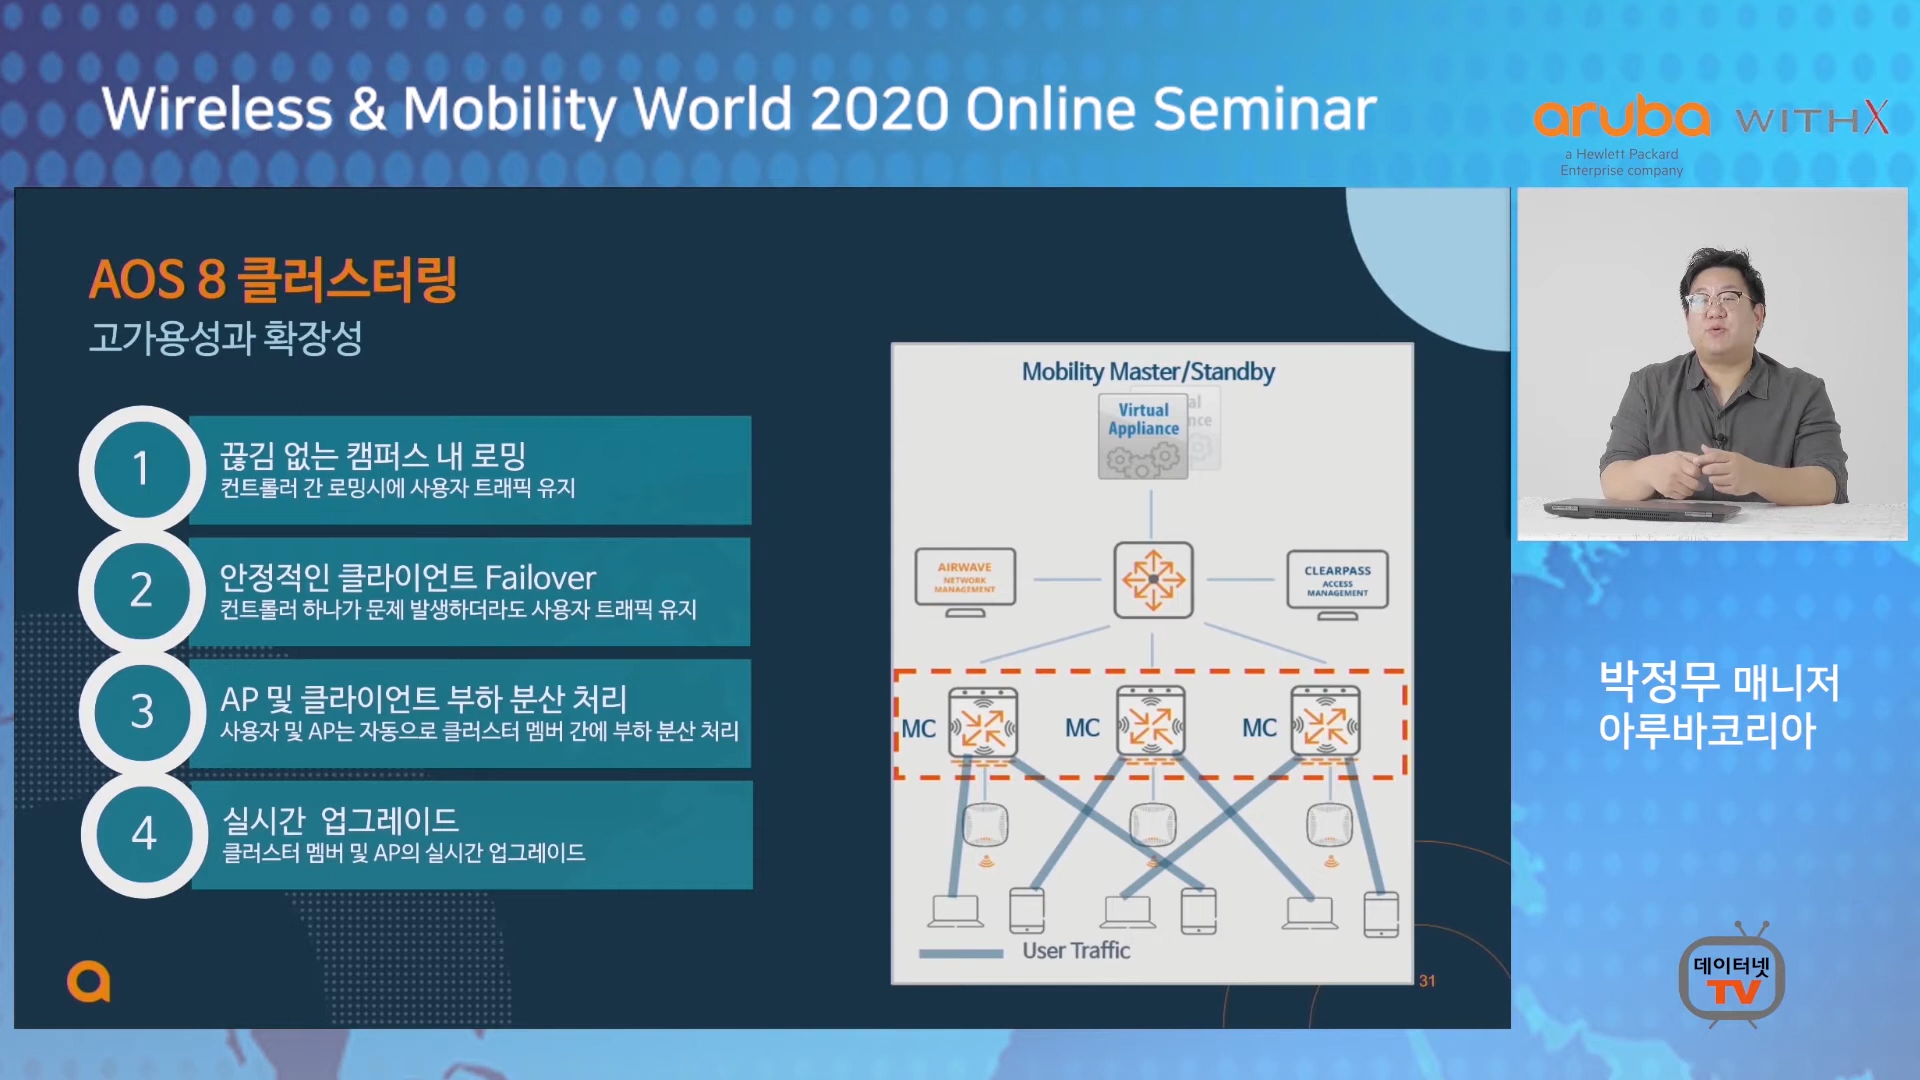 Wireless & Mobility World 2020 Online Seminar
aruba
a Hewlett Packard
Enterprise company
WITHX
AOS 8 클러스터링
고가용성과 확장성
1
끊김 없는 캠퍼스 내 로밍
컨트롤러 간 로밍시에 사용자 트래픽 유지
2
안정적인 클라이언트 Failover
컨트롤러 하나가 문제 발생하더라도 사용자 트래픽 유지
3
AP 및 클라이언트 부하 분산 처리
사용자 및 AP는 자동으로 클러스터 멤버 간에 부하 분산 처리
4
실시간 업그레이드
클러스터 멤버 및 AP의 실시간 업그레이드
Mobility Master/Standby
Virtual
Appliance
al
nce
AIRWAVE
NETWORK
MANAGEMENT
CLEARPASS
ACCESS
MANAGEMENT
MC
MC
MC
User Traffic
31
박정무 매니저
아루바코리아
데이터넷
TV